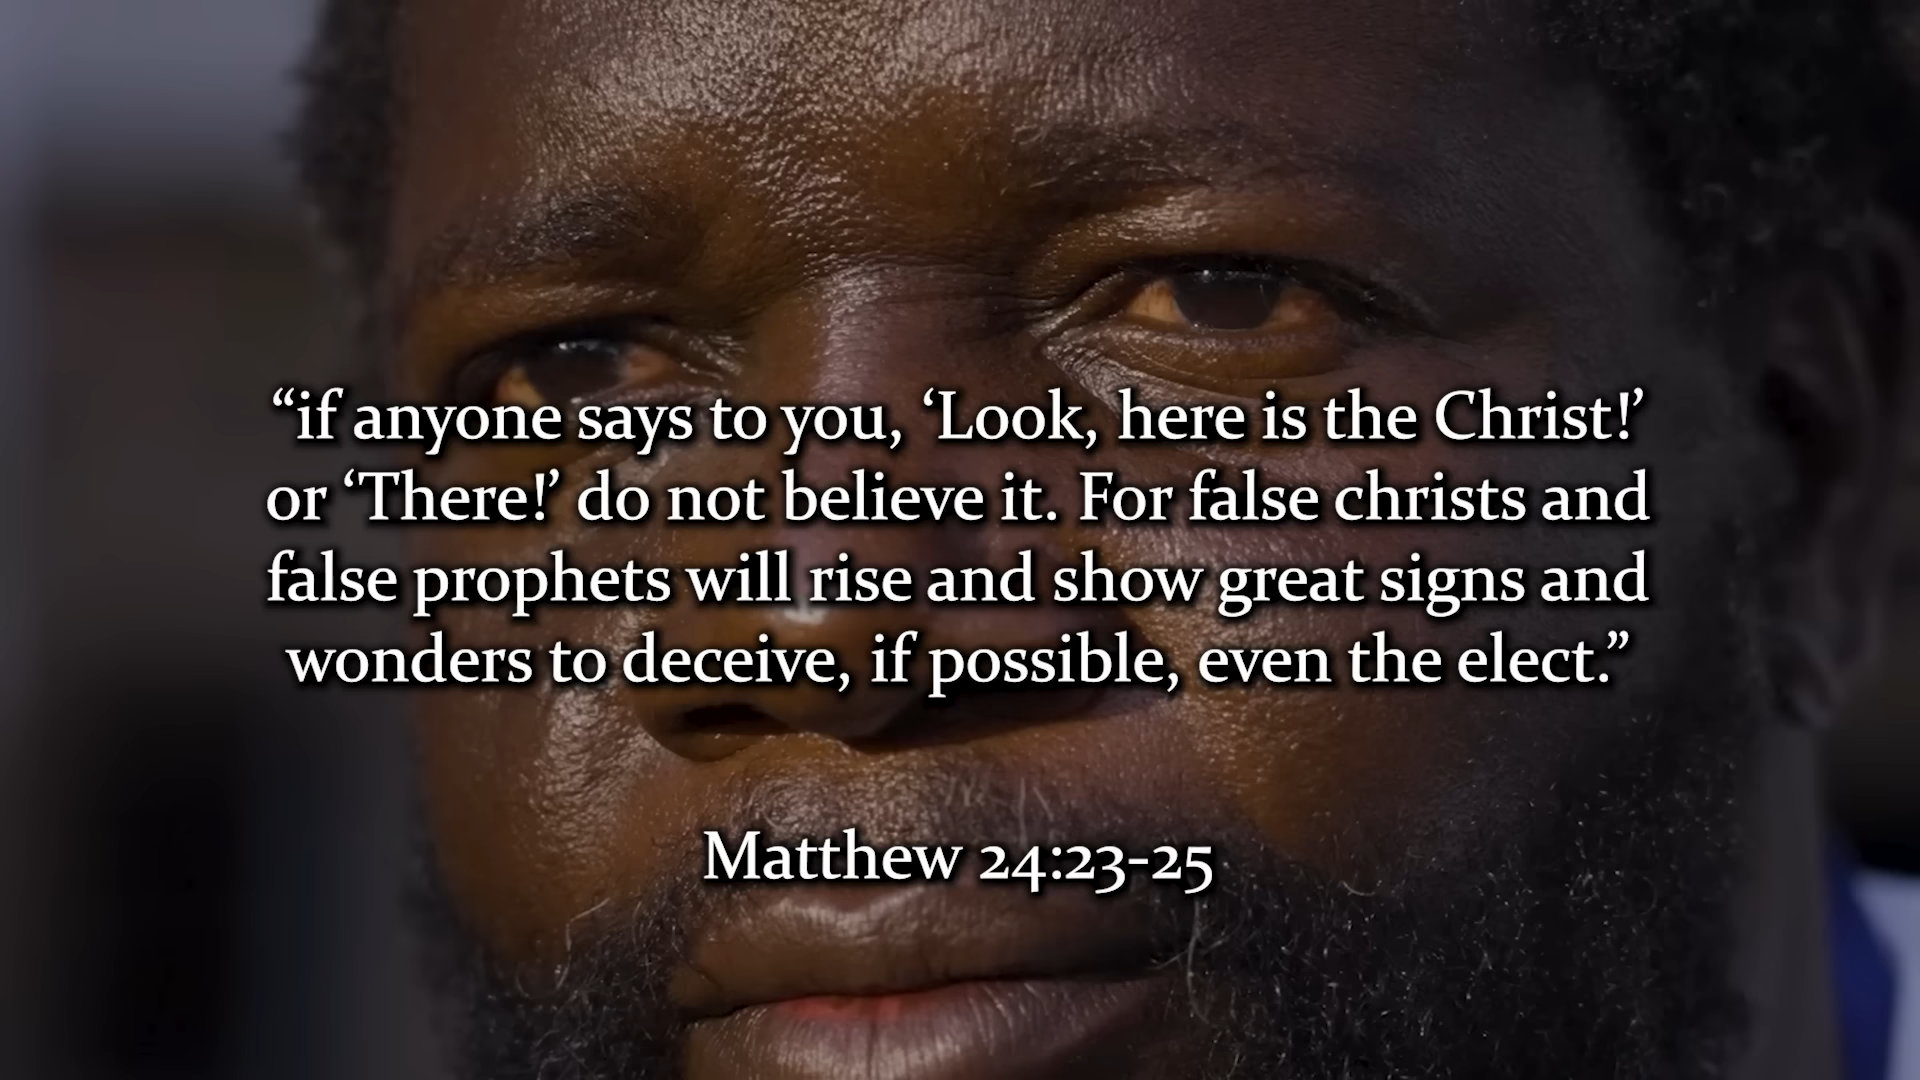 “if anyone says to you, ‘Look, here is the Christ!’
or ‘There!’ do not believe it. For false christs and
false prophets will rise and show great signs and
wonders to deceive, if possible, even the elect.”
Matthew 24:23-25